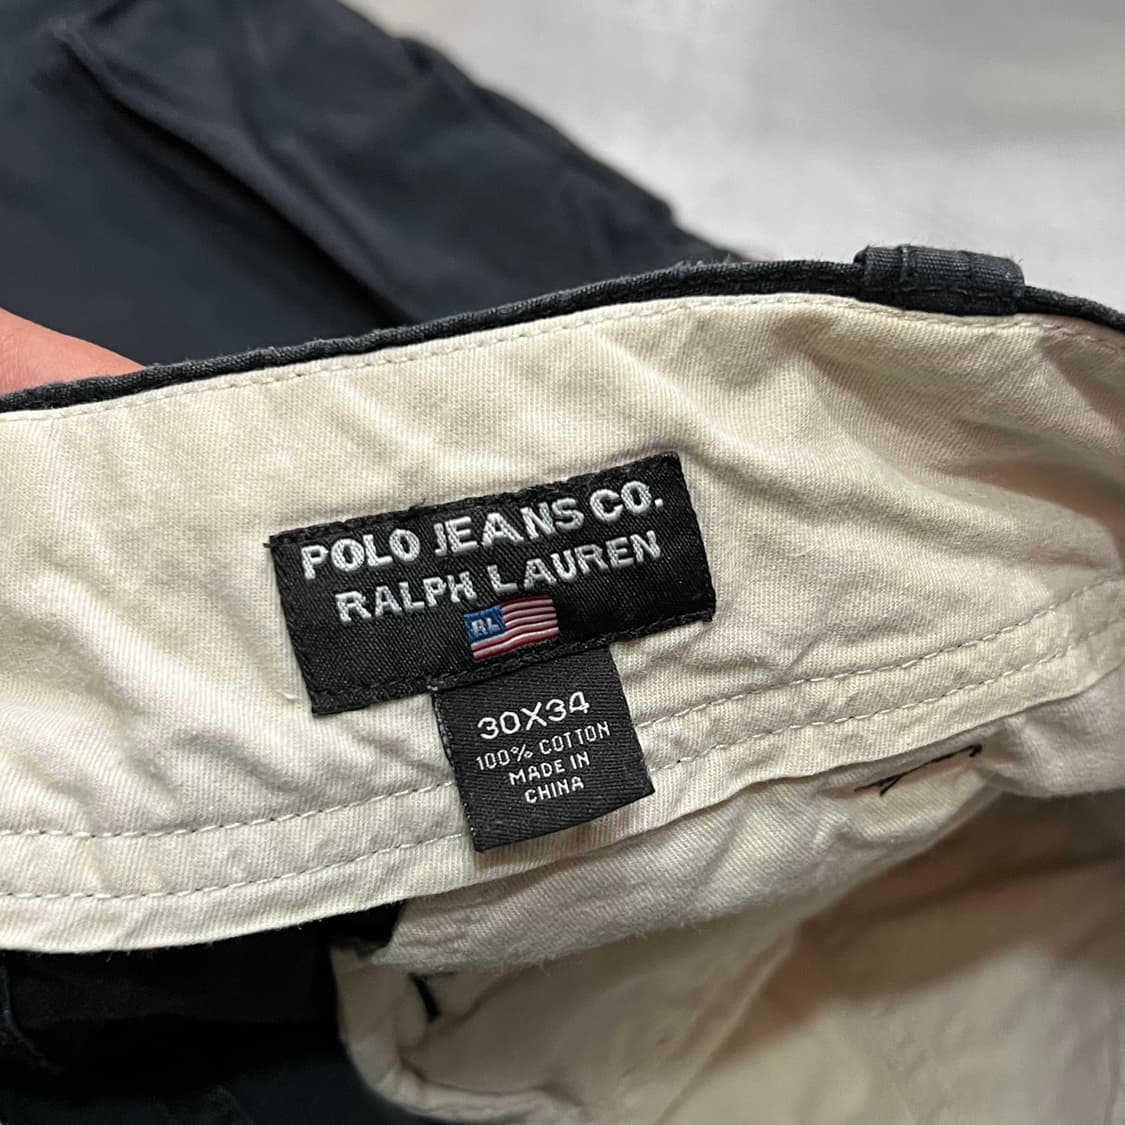 POLO JEANS CO.
RALPH LAUREN
RL
30X34
100% COTTON
MADE IN
CHINA